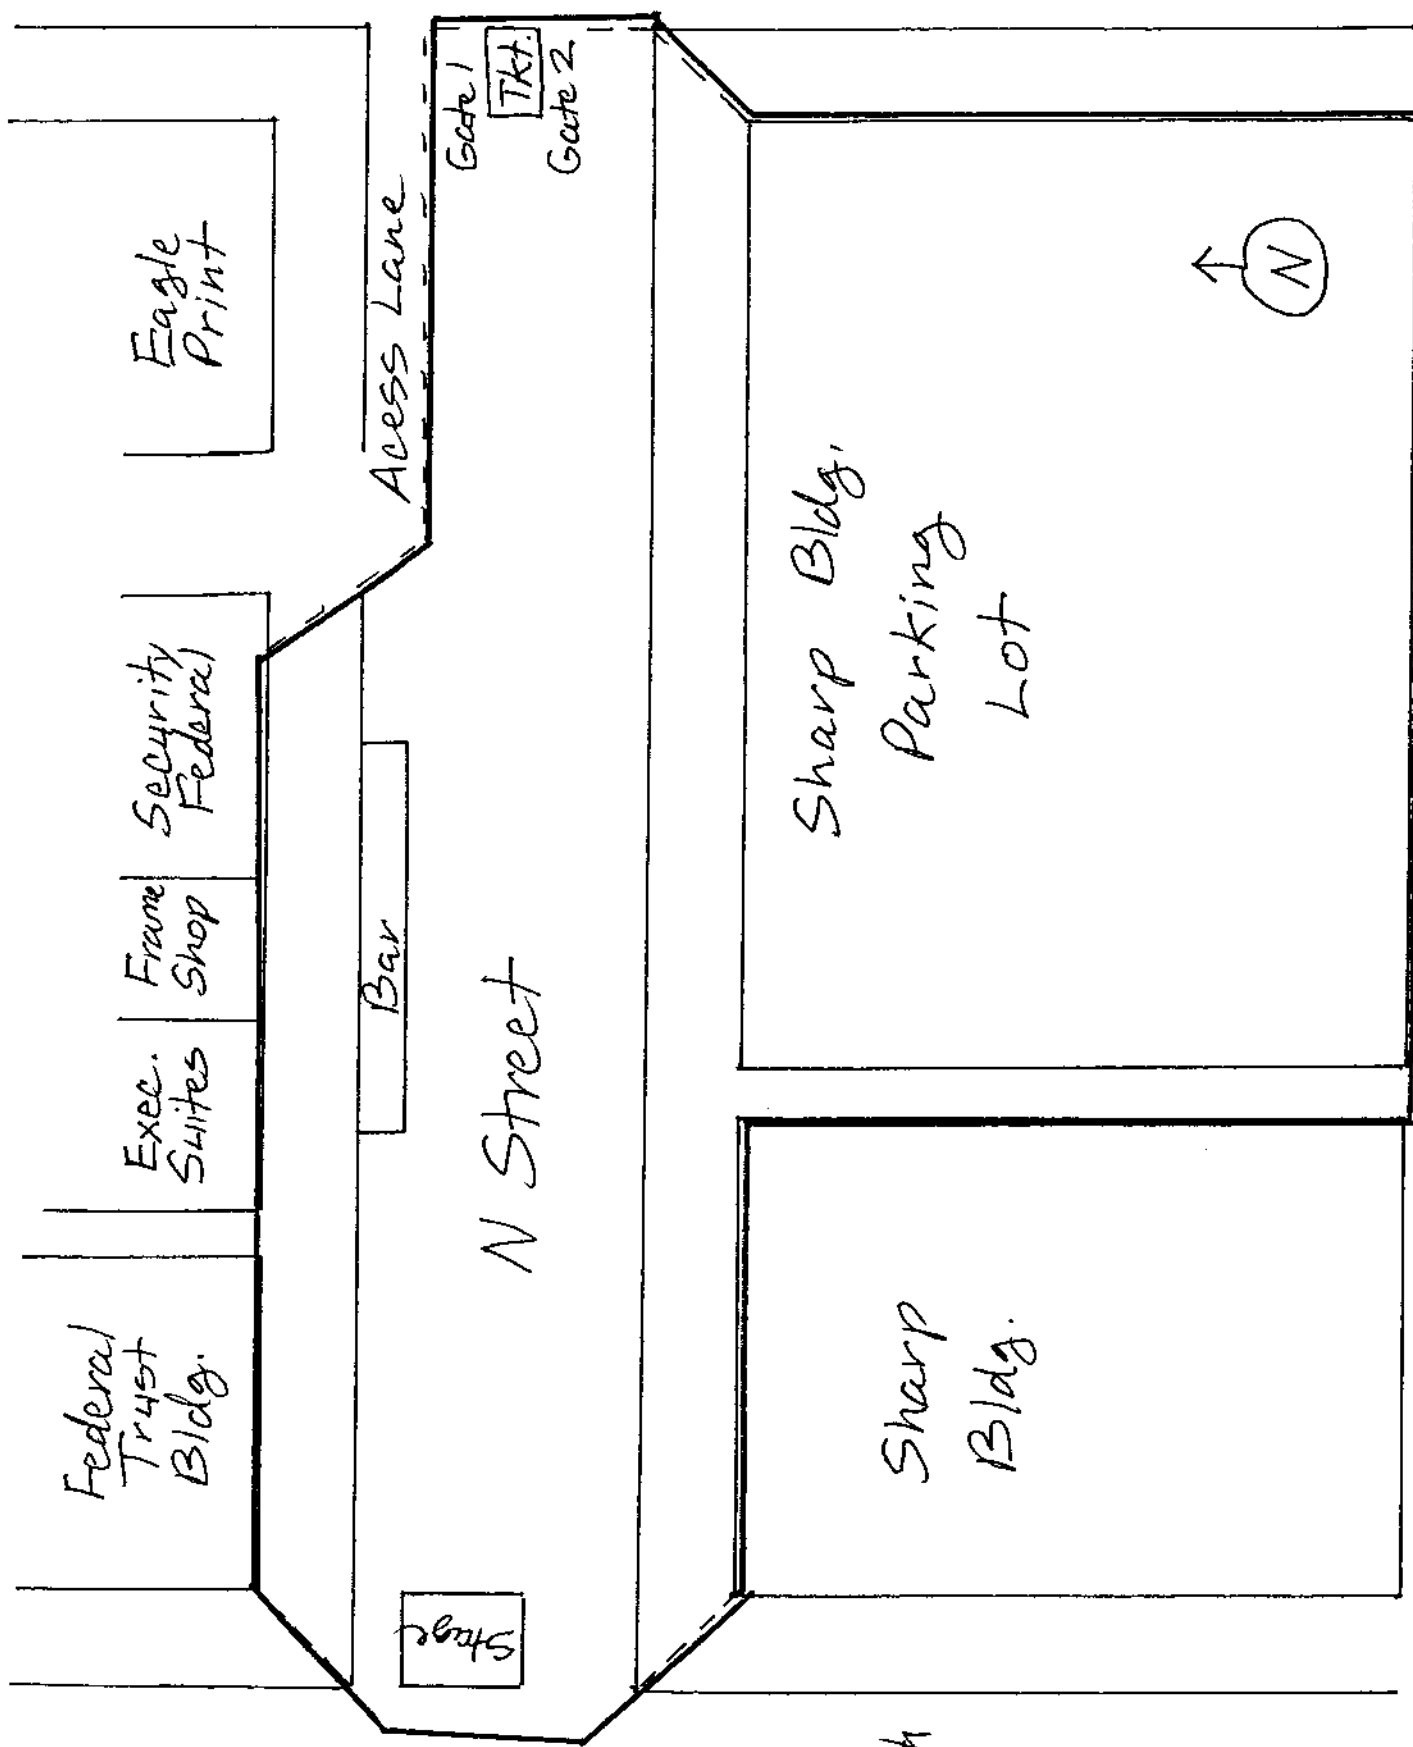 Federal
Trust
Bldg.
Exec.
Suites
Frame
Shop
Security
Federal
Eagle
Print
Acess Lane
Gate 1
Tkt.
Gate 2
Bar
Stage
N Street
Sharp
Bldg.
Sharp Bldg.
Parking
Lot
N